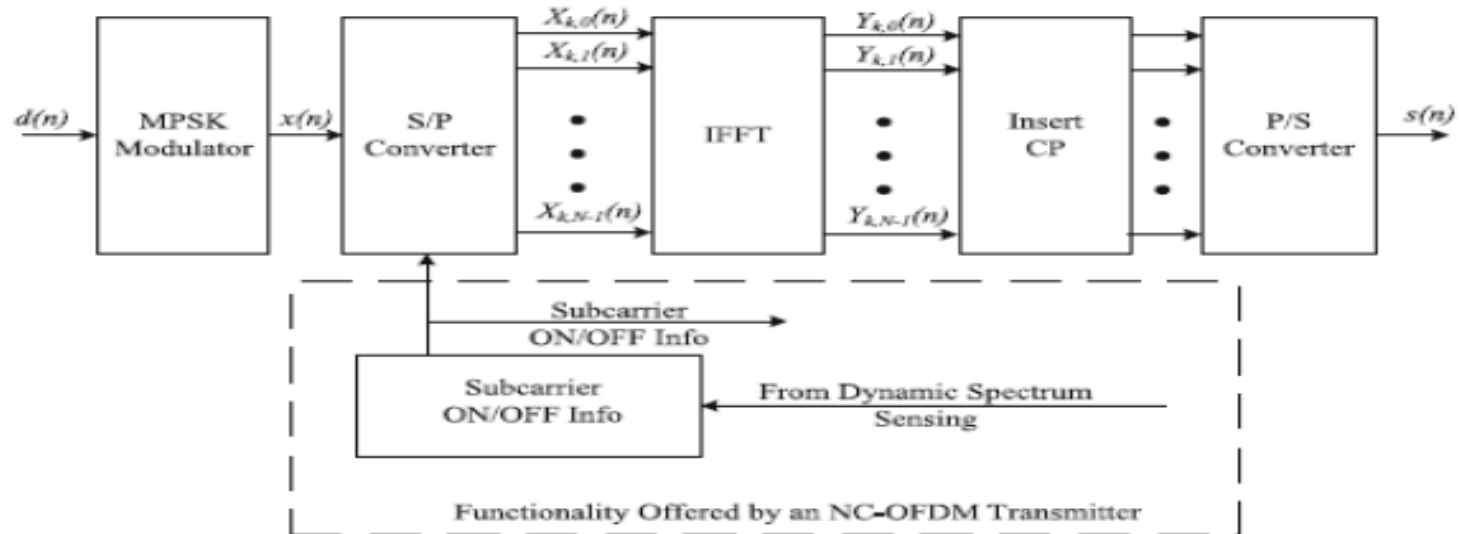 X_{k,0}(n)
X_{k,1}(n)
X_{k,N-1}(n)
Y_{k,0}(n)
Y_{k,1}(n)
Y_{k,N-1}(n)
d(n)
MPSK
Modulator
x(n)
S/P
Converter
IFFT
Insert
CP
P/S
Converter
s(n)
Subcarrier
ON/OFF Info
Subcarrier
ON/OFF Info
From Dynamic Spectrum
Sensing
Functionality Offered by an NC-OFDM Transmitter